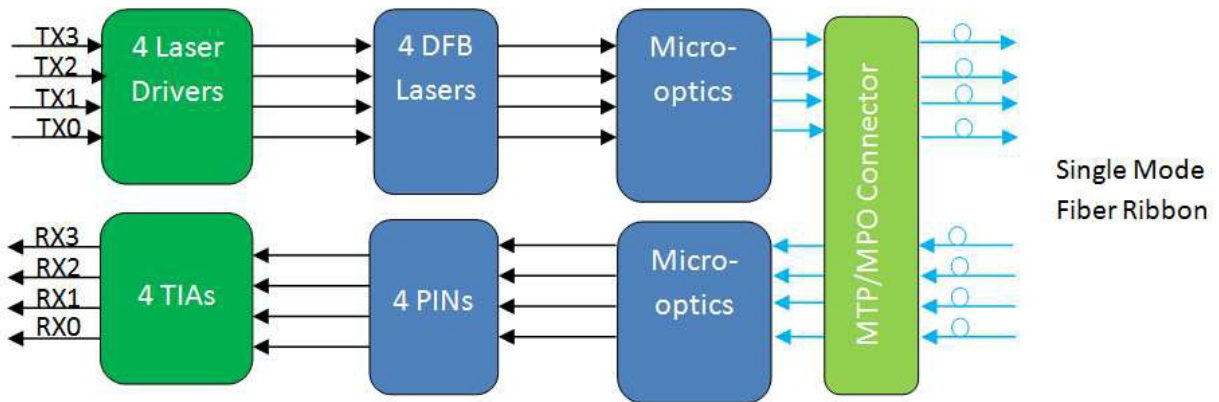 TX3
TX2
TX1
TX0
4 Laser
Drivers
4 DFB
Lasers
Micro-
optics
MTP/MPO Connector
Single Mode
Fiber Ribbon
RX3
RX2
RX1
RX0
4 TIAs
4 PINs
Micro-
optics